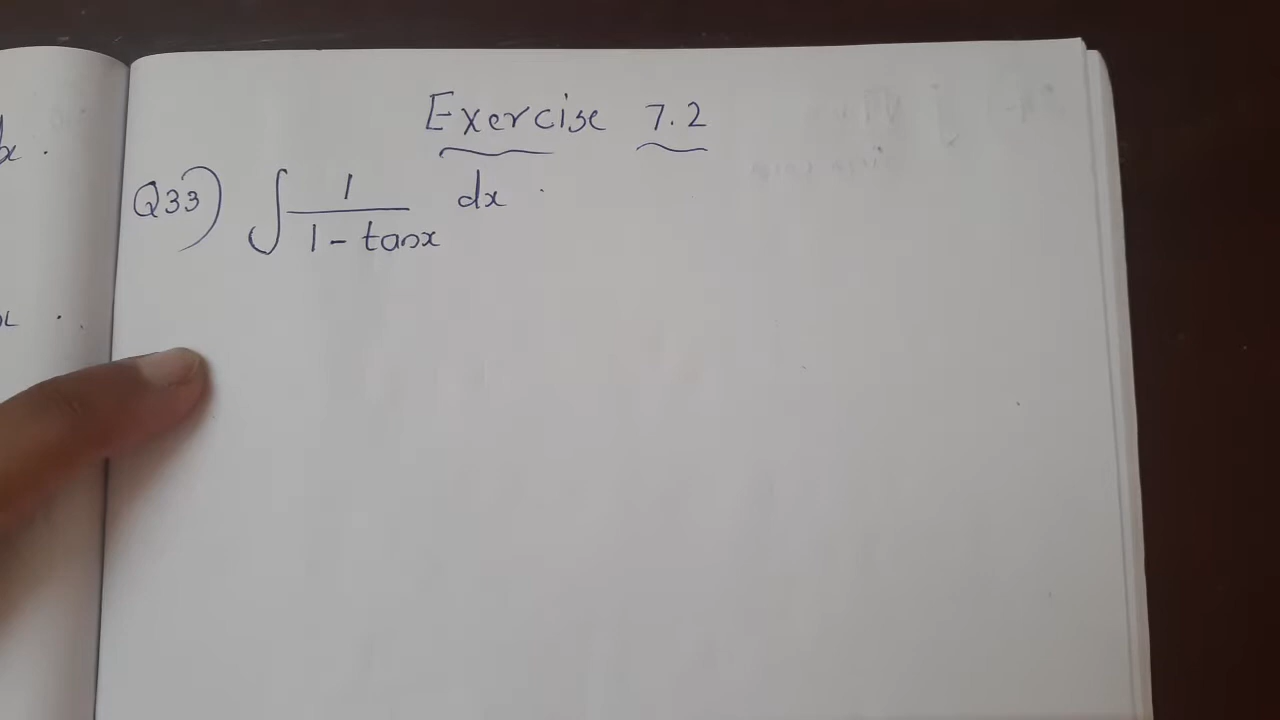 Exercise 7.2
Q33) ∫ 1/(1 - tanx) dx .